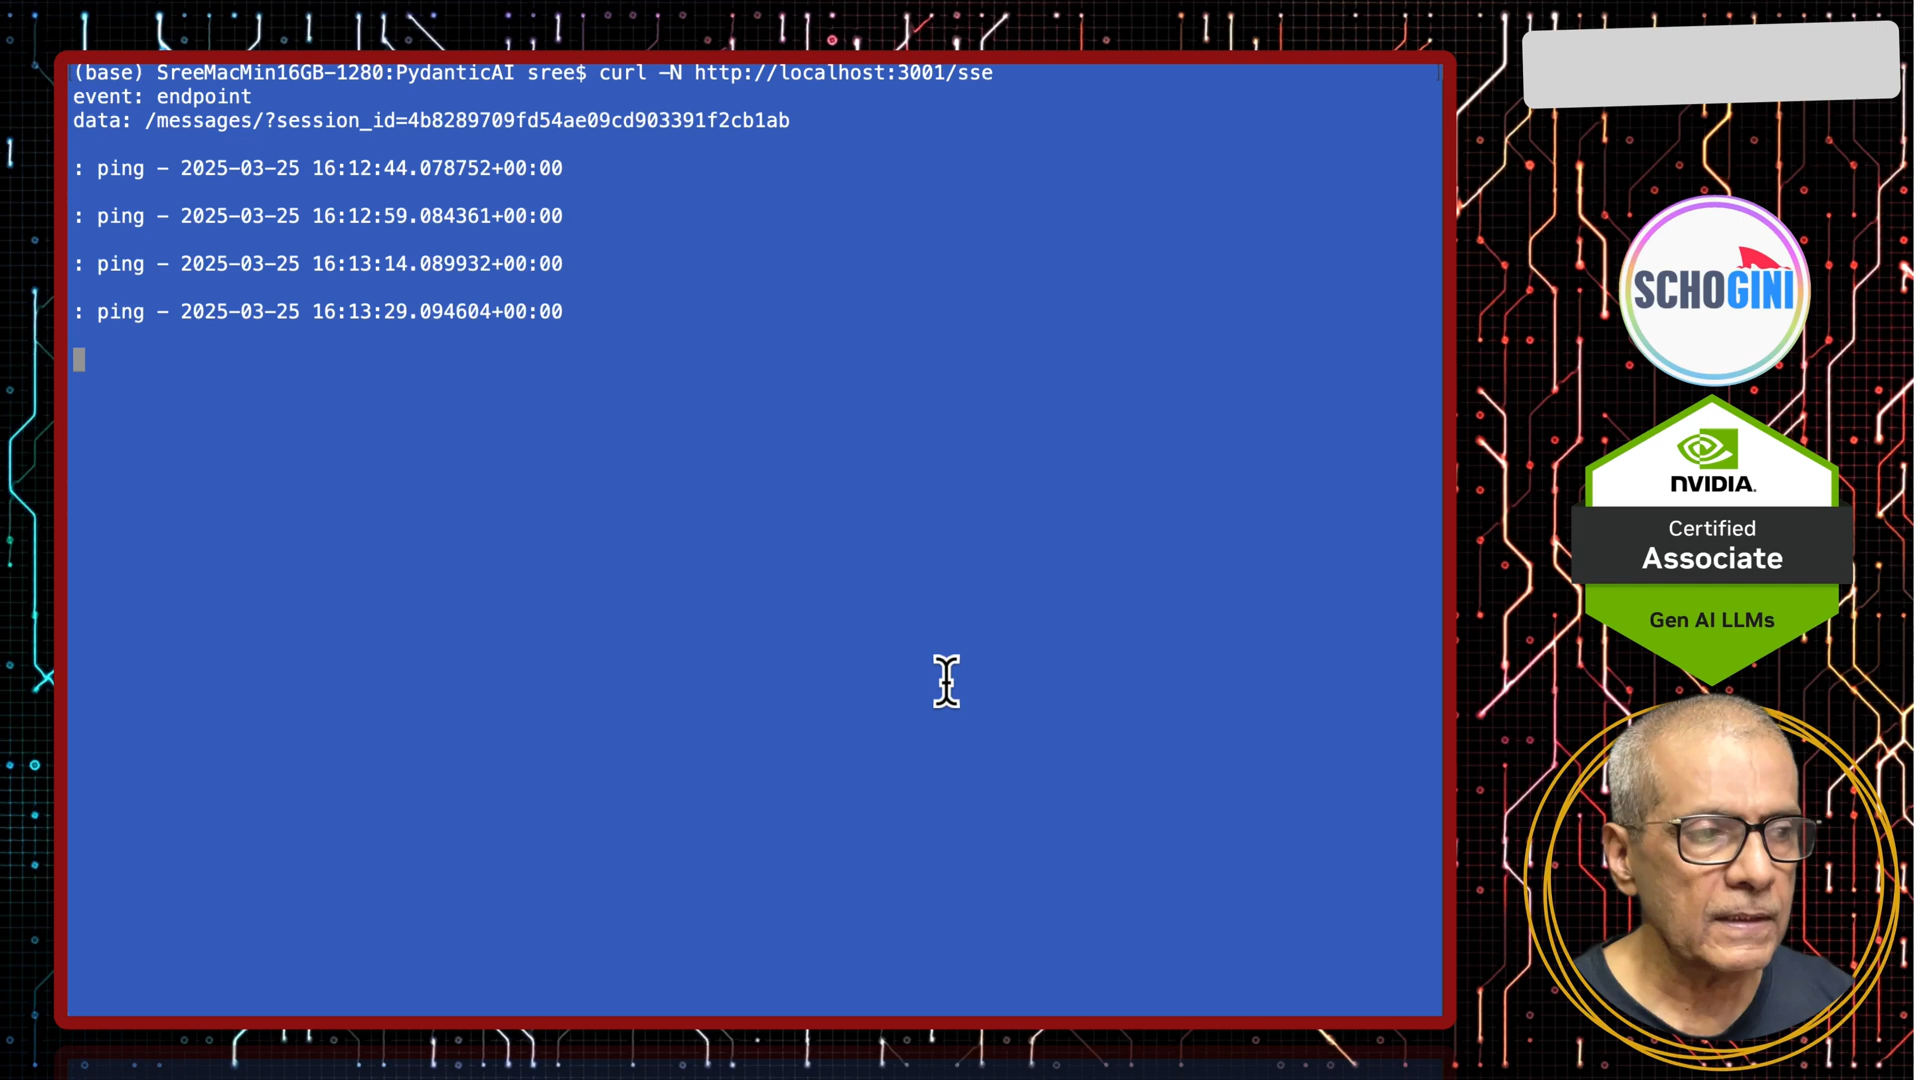 (base) SreeMacMin16GB-1280:PydanticAI sree$ curl -N http://localhost:3001/sse
event: endpoint
data: /messages/?session_id=4b8289709fd54ae09cd903391f2cb1ab
: ping - 2025-03-25 16:12:44.078752+00:00
: ping - 2025-03-25 16:12:59.084361+00:00
: ping - 2025-03-25 16:13:14.089932+00:00
: ping - 2025-03-25 16:13:29.094604+00:00
SCHOGINI
NVIDIA.
Certified
Associate
Gen AI LLMs